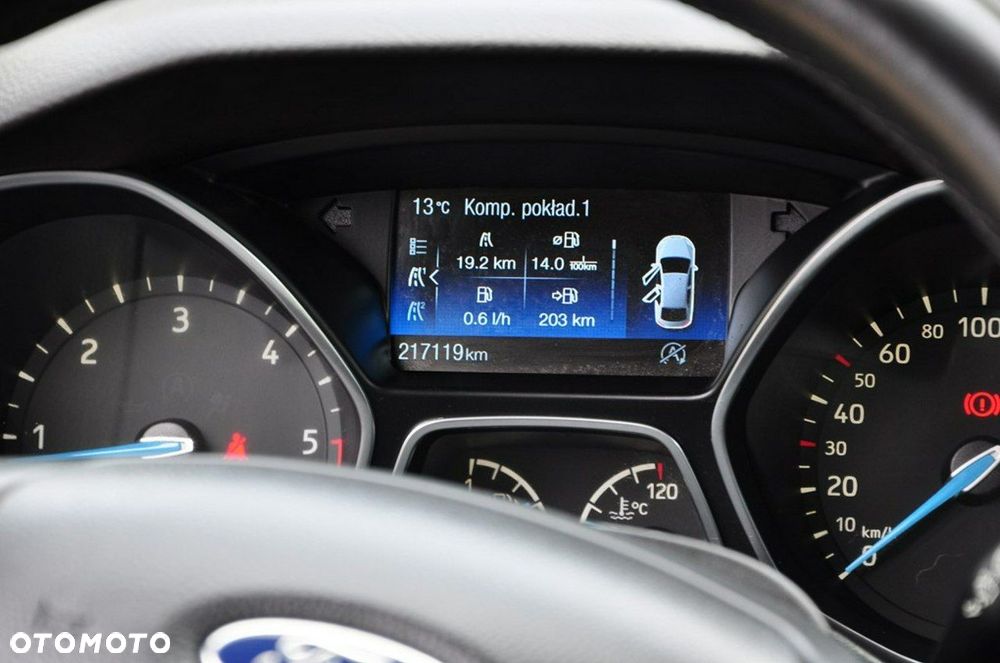 13°C Komp. pokład.1
19.2 km 14.0 l/100km
0.6 l/h 203 km
217119km
1 2 3 4 5
120
°C
0 10 20 30 40 50 60 80 100
km/h
Ford
OTOMOTO